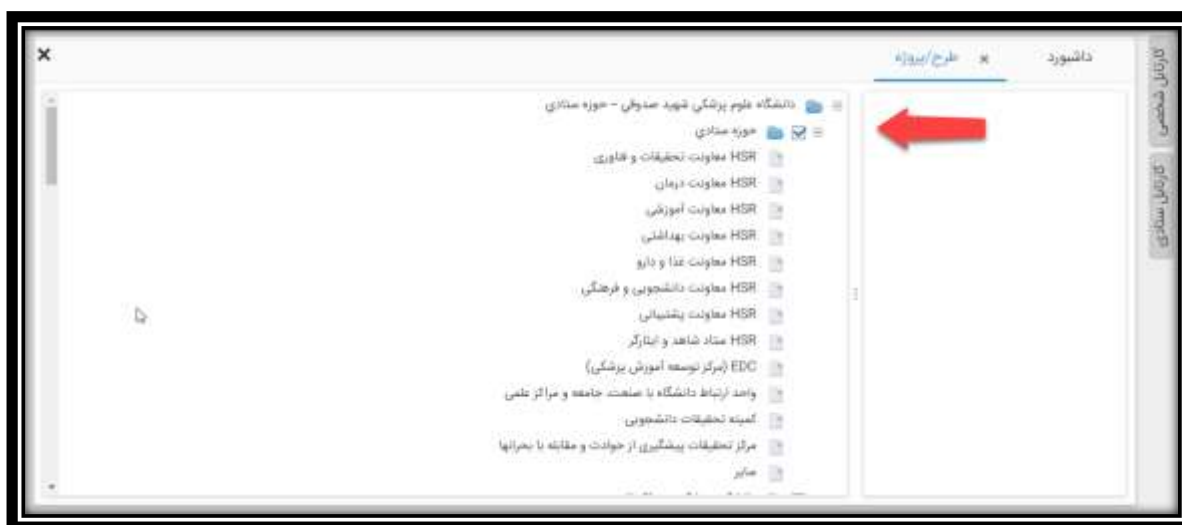 داشبورد
طرح/پروژه
کارتابل شخصی
کارتابل ستادی
دانشگاه علوم پزشکی شهید صدوقی - حوزه ستادی
حوزه ستادی
HSR معاونت تحقیقات و فناوری
HSR معاونت درمان
HSR معاونت آموزشی
HSR معاونت بهداشتی
HSR معاونت غذا و دارو
HSR معاونت دانشجویی و فرهنگی
HSR معاونت پشتیبانی
HSR ستاد شاهد و ایثارگر
EDC (مرکز توسعه آموزش پزشکی)
واحد ارتباط دانشگاه با صنعت، جامعه و مراکز علمی
کمیته تحقیقات دانشجویی
مرکز تحقیقات پیشگیری از حوادث و مقابله با بحرانها
سایر